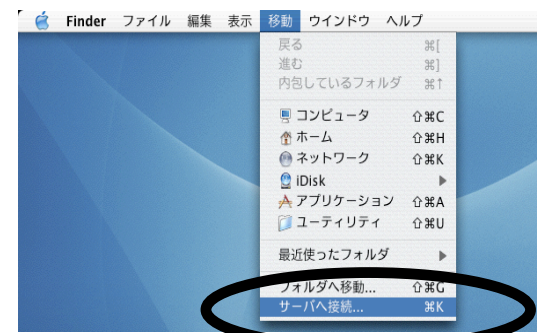 Finder ファイル 編集 表示 移動 ウインドウ ヘルプ
戻る ⌘[
進む ⌘]
内包しているフォルダ ⌘↑
コンピュータ ⇧⌘C
ホーム ⇧⌘H
ネットワーク ⇧⌘K
iDisk
アプリケーション ⇧⌘A
ユーティリティ ⇧⌘U
最近使ったフォルダ
フォルダへ移動... ⇧⌘G
サーバへ接続... ⌘K